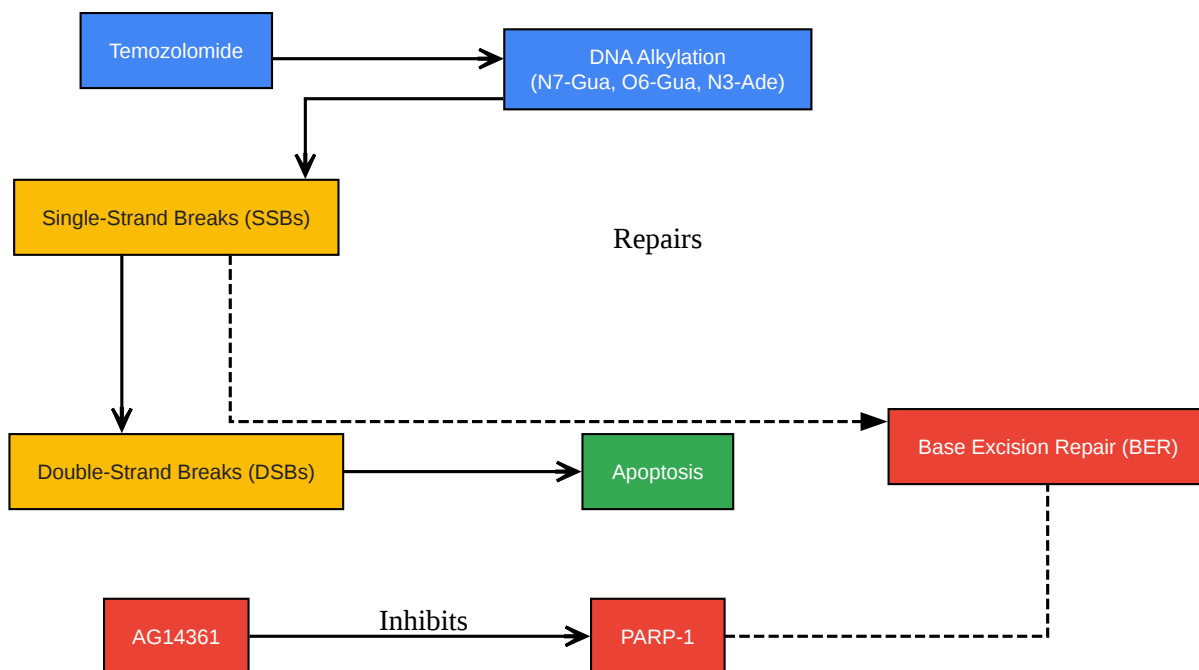 Temozolomide
DNA Alkylation
(N7-Gua, O6-Gua, N3-Ade)
Single-Strand Breaks (SSBs)
Repairs
Base Excision Repair (BER)
Double-Strand Breaks (DSBs)
Apoptosis
AG14361
Inhibits
PARP-1